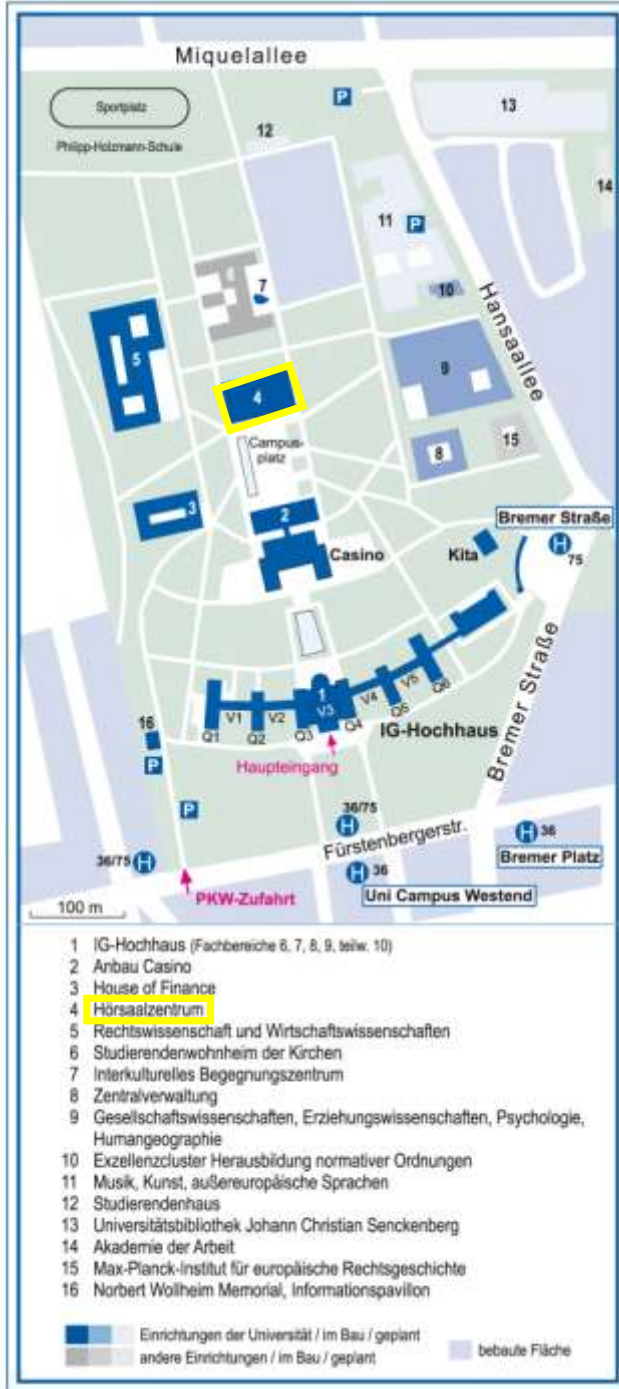 Miquelallee
Sportplatz
Philipp-Holzmann-Schule
P
12
13
14
11
P
7
10
Hansaallee
5
9
4
15
8
Campus-
platz
3
2
Bremer Straße
H
75
Casino
Kita
1
V1
V2
V3
V4
V5
Q1
Q2
Q3
Q4
Q5
Q6
IG-Hochhaus
Bremer Straße
16
P
Haupteingang
P
36/75
H
Fürstenbergerstr.
H 36
Bremer Platz
36/75 H
H 36
Uni Campus Westend
PKW-Zufahrt
100 m
1 IG-Hochhaus (Fachbereiche 6, 7, 8, 9, teilw. 10)
2 Anbau Casino
3 House of Finance
4 Hörsaalzentrum
5 Rechtswissenschaft und Wirtschaftswissenschaften
6 Studierendenwohnheim der Kirchen
7 Interkulturelles Begegnungszentrum
8 Zentralverwaltung
9 Gesellschaftswissenschaften, Erziehungswissenschaften, Psychologie,
Humangeographie
10 Exzellenzcluster Herausbildung normativer Ordnungen
11 Musik, Kunst, außereuropäische Sprachen
12 Studierendenhaus
13 Universitätsbibliothek Johann Christian Senckenberg
14 Akademie der Arbeit
15 Max-Planck-Institut für europäische Rechtsgeschichte
16 Norbert Wollheim Memorial, Informationspavillon
Einrichtungen der Universität / im Bau / geplant
andere Einrichtungen / im Bau / geplant
bebaute Fläche